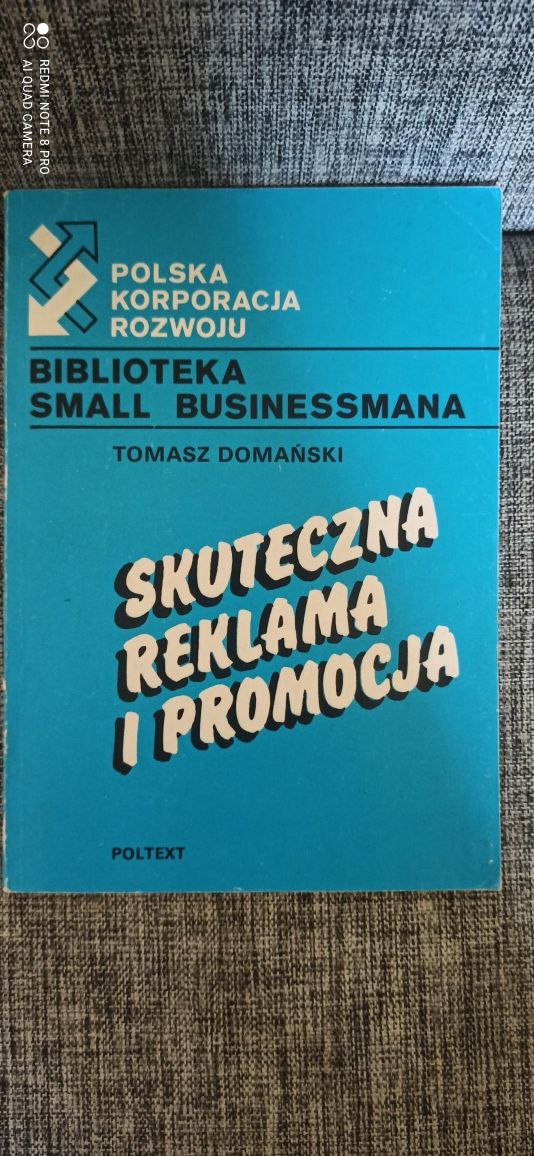 REDMI NOTE 8 PRO
AI QUAD CAMERA
POLSKA
KORPORACJA
ROZWOJU
BIBLIOTEKA
SMALL BUSINESSMANA
TOMASZ DOMAŃSKI
SKUTECZNA
REKLAMA
I PROMOCJA
POLTEXT